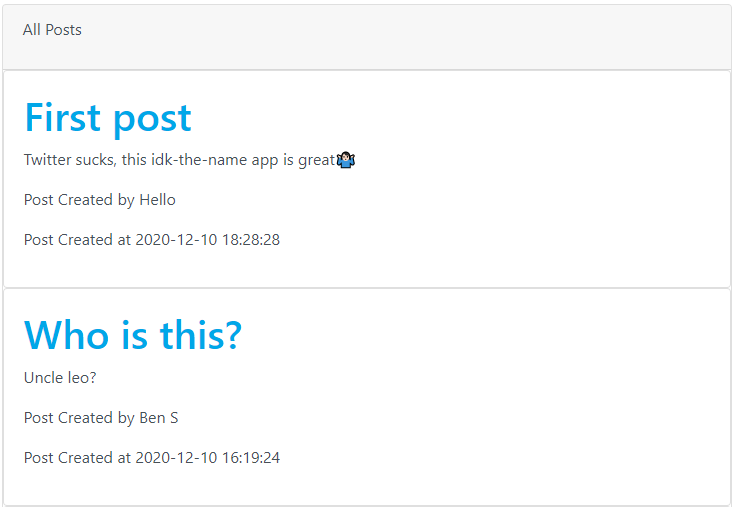 All Posts
First post
Twitter sucks, this idk-the-name app is great🤷🏻‍♂️
Post Created by Hello
Post Created at 2020-12-10 18:28:28
Who is this?
Uncle leo?
Post Created by Ben S
Post Created at 2020-12-10 16:19:24